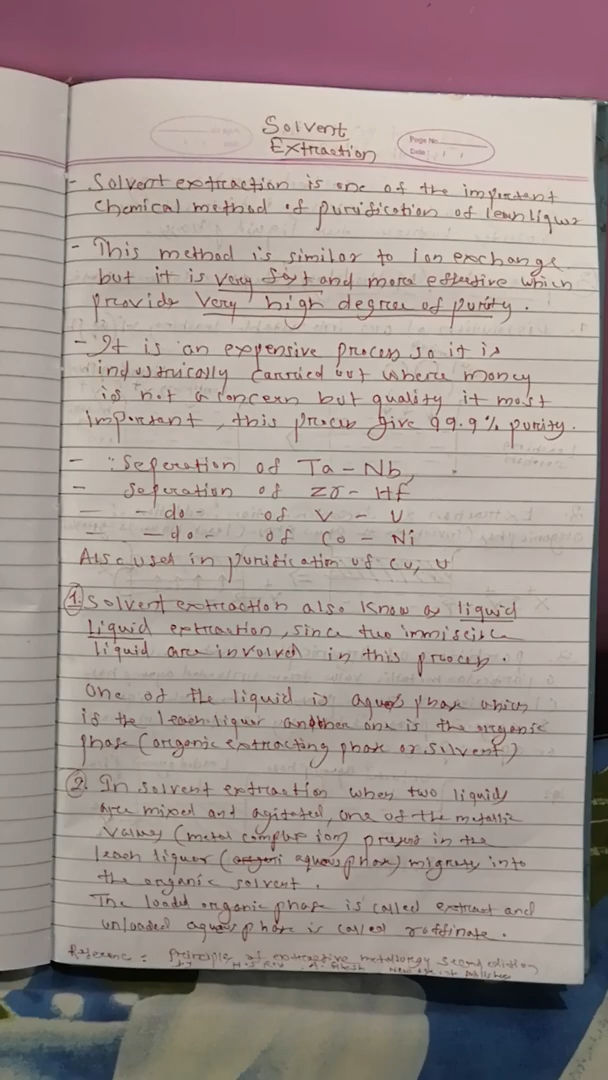 Solvent
Extraction
Page No.
Date:
- Solvent extraction is one of the important
chemical method of purification of leanliquor
- This method is similar to ion exchange
but it is very fast and more effective which
provide very high degree of purity.
- It is an expensive process so it is
industrically carried out where money
is not a concern but quality it most
important, this process give 99.9% purity.
- : Seperation of Ta - Nb
- Seperation of Zr - Hf
- - do - of V - U
- - do - of Co - Ni
Also uses in purification of Cu, U
1. Solvent extraction also know as liquid
liquid extraction, since two immiscible
liquid are involved in this process.
One of the liquid is aquous phase which
is the leach liquor another one is the organic
phase (organic extracting phase or solvent)
2. In solvent extraction when two liquids
are mixed and agitated, one of the metallic
values (metal complex ion) present in the
leach liquor (aquous phase) migrates into
the organic solvent.
The loaded organic phase is called extract and
unloaded aquous phase is called raffinate.
Reference: Principle of extractive metallurgy second edition